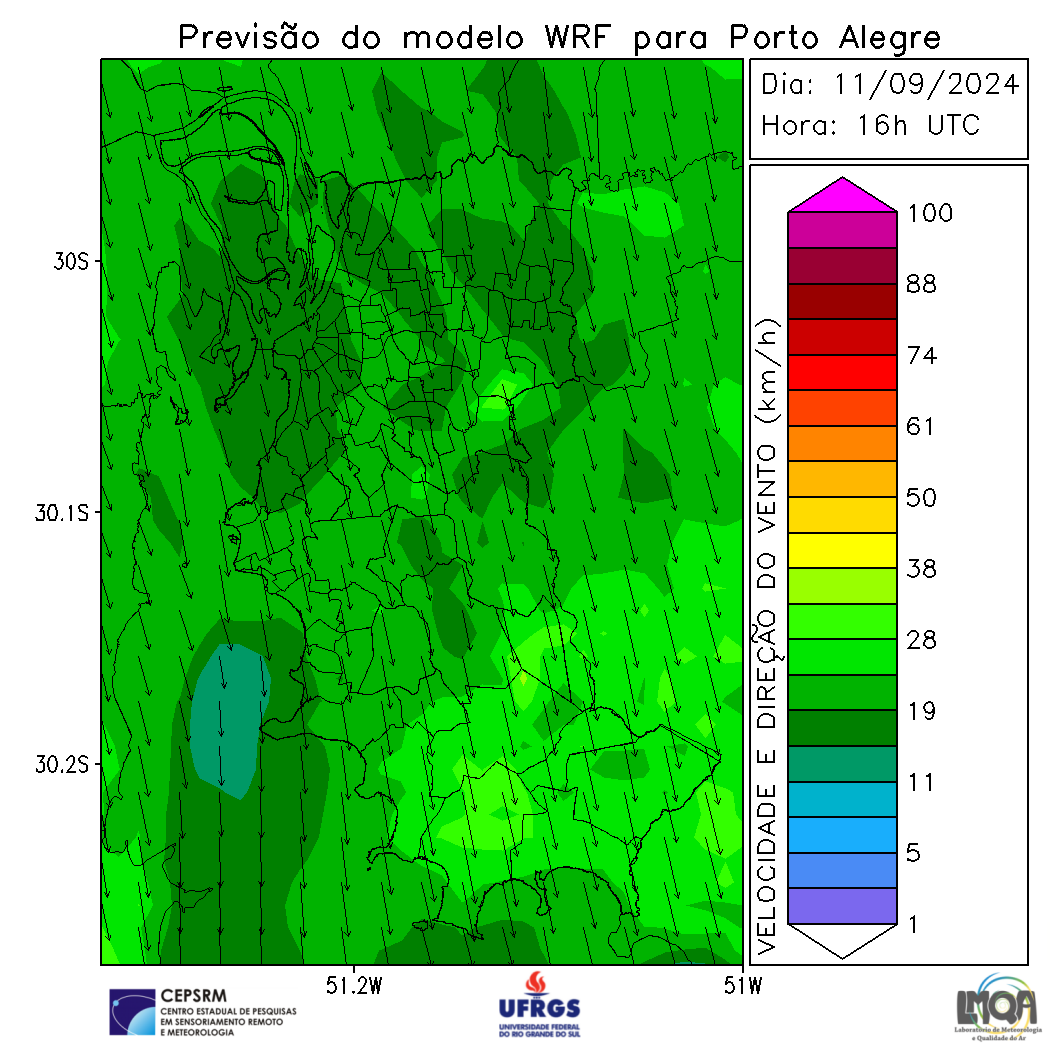 Previsão do modelo WRF para Porto Alegre
Dia: 11/09/2024
Hora: 16h UTC
30S
30.1S
30.2S
51.2W
51W
VELOCIDADE E DIREÇÃO DO VENTO (km/h)
100
88
74
61
50
38
28
19
11
5
1
CEPSRM
CENTRO ESTADUAL DE PESQUISAS
EM SENSORIAMENTO REMOTO
E METEOROLOGIA
UFRGS
UNIVERSIDADE FEDERAL
DO RIO GRANDE DO SUL
LMQA
Laboratório de Meteorologia
e Qualidade do Ar